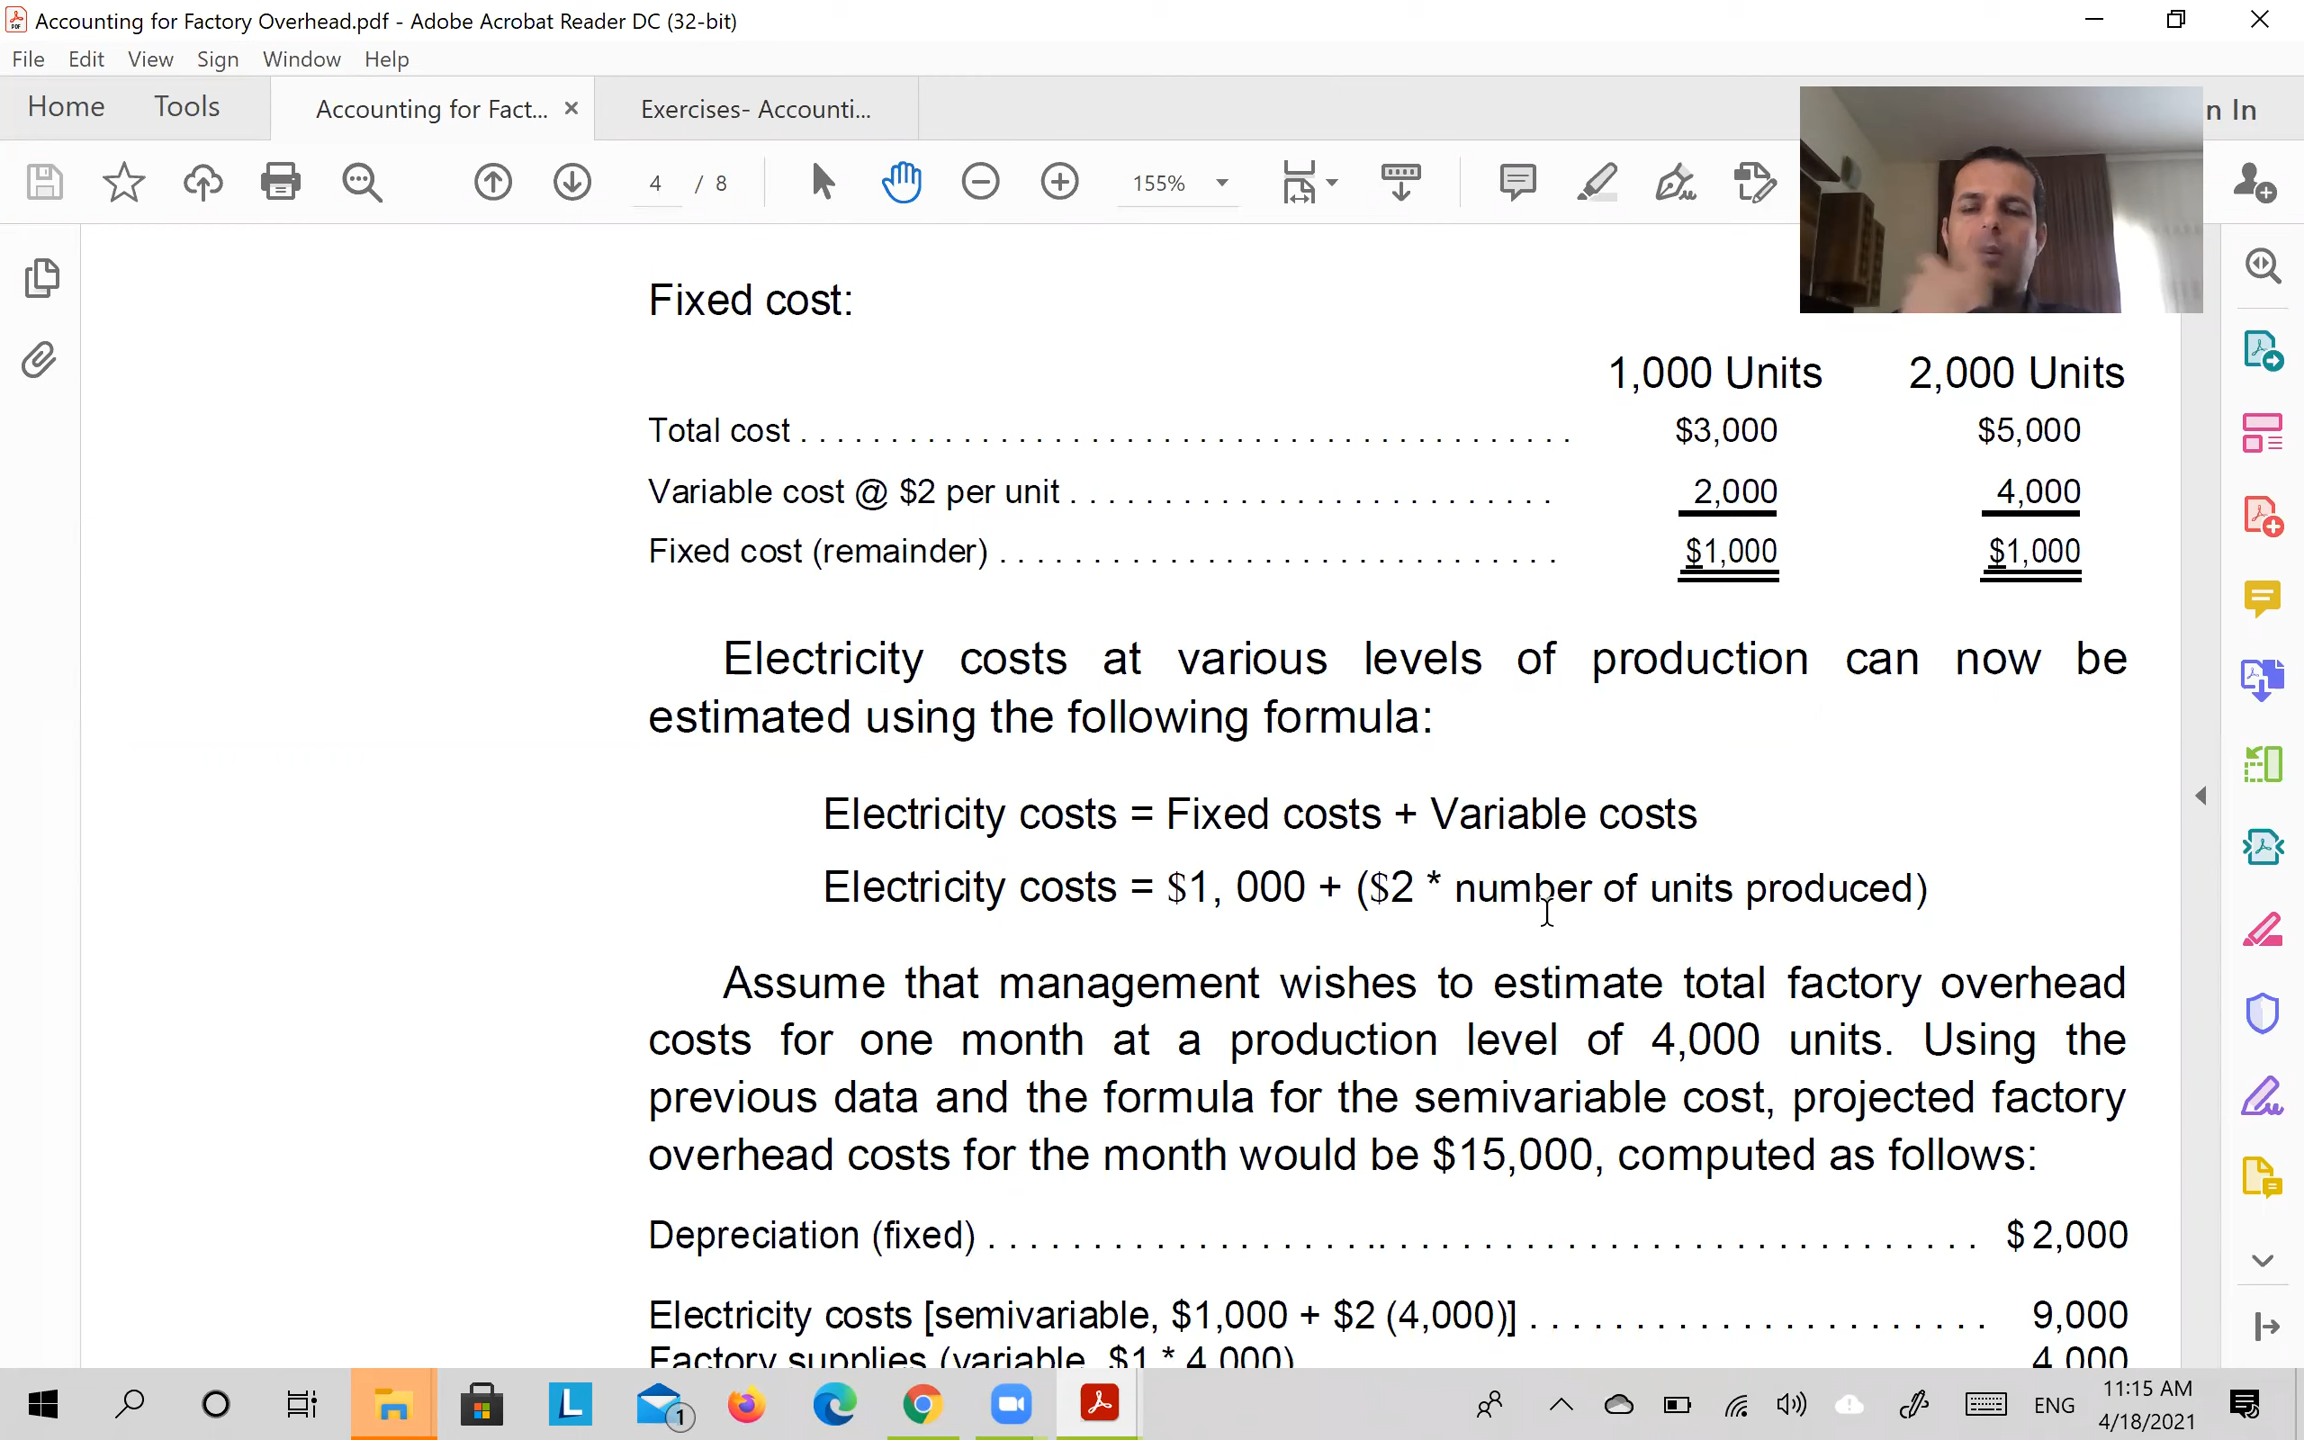 Accounting for Factory Overhead.pdf - Adobe Acrobat Reader DC (32-bit)
File Edit View Sign Window Help
Home Tools Accounting for Fact... × Exercises- Accounti... n In
4 / 8 155%
Fixed cost:
1,000 Units 2,000 Units
Total cost . . . . . . . . . . . . . . . . . . . . . . . . . . . . . . . . . . . . . . . . . $3,000 $5,000
Variable cost @ $2 per unit . . . . . . . . . . . . . . . . . . . . . . . . . . 2,000 4,000
Fixed cost (remainder) . . . . . . . . . . . . . . . . . . . . . . . . . . . . . . $1,000 $1,000
Electricity costs at various levels of production can now be
estimated using the following formula:
Electricity costs = Fixed costs + Variable costs
Electricity costs = $1, 000 + ($2 * number of units produced)
Assume that management wishes to estimate total factory overhead
costs for one month at a production level of 4,000 units. Using the
previous data and the formula for the semivariable cost, projected factory
overhead costs for the month would be $15,000, computed as follows:
Depreciation (fixed) . . . . . . . . . . . . . . . . . . . .. . . . . . . . . . . . . . . . . . . . . . . . $ 2,000
Electricity costs [semivariable, $1,000 + $2 (4,000)] . . . . . . . . . . . . . . . . . . . . . . 9,000
Factory supplies (variable, $1 * 4,000) 4,000
1
ENG
11:15 AM
4/18/2021